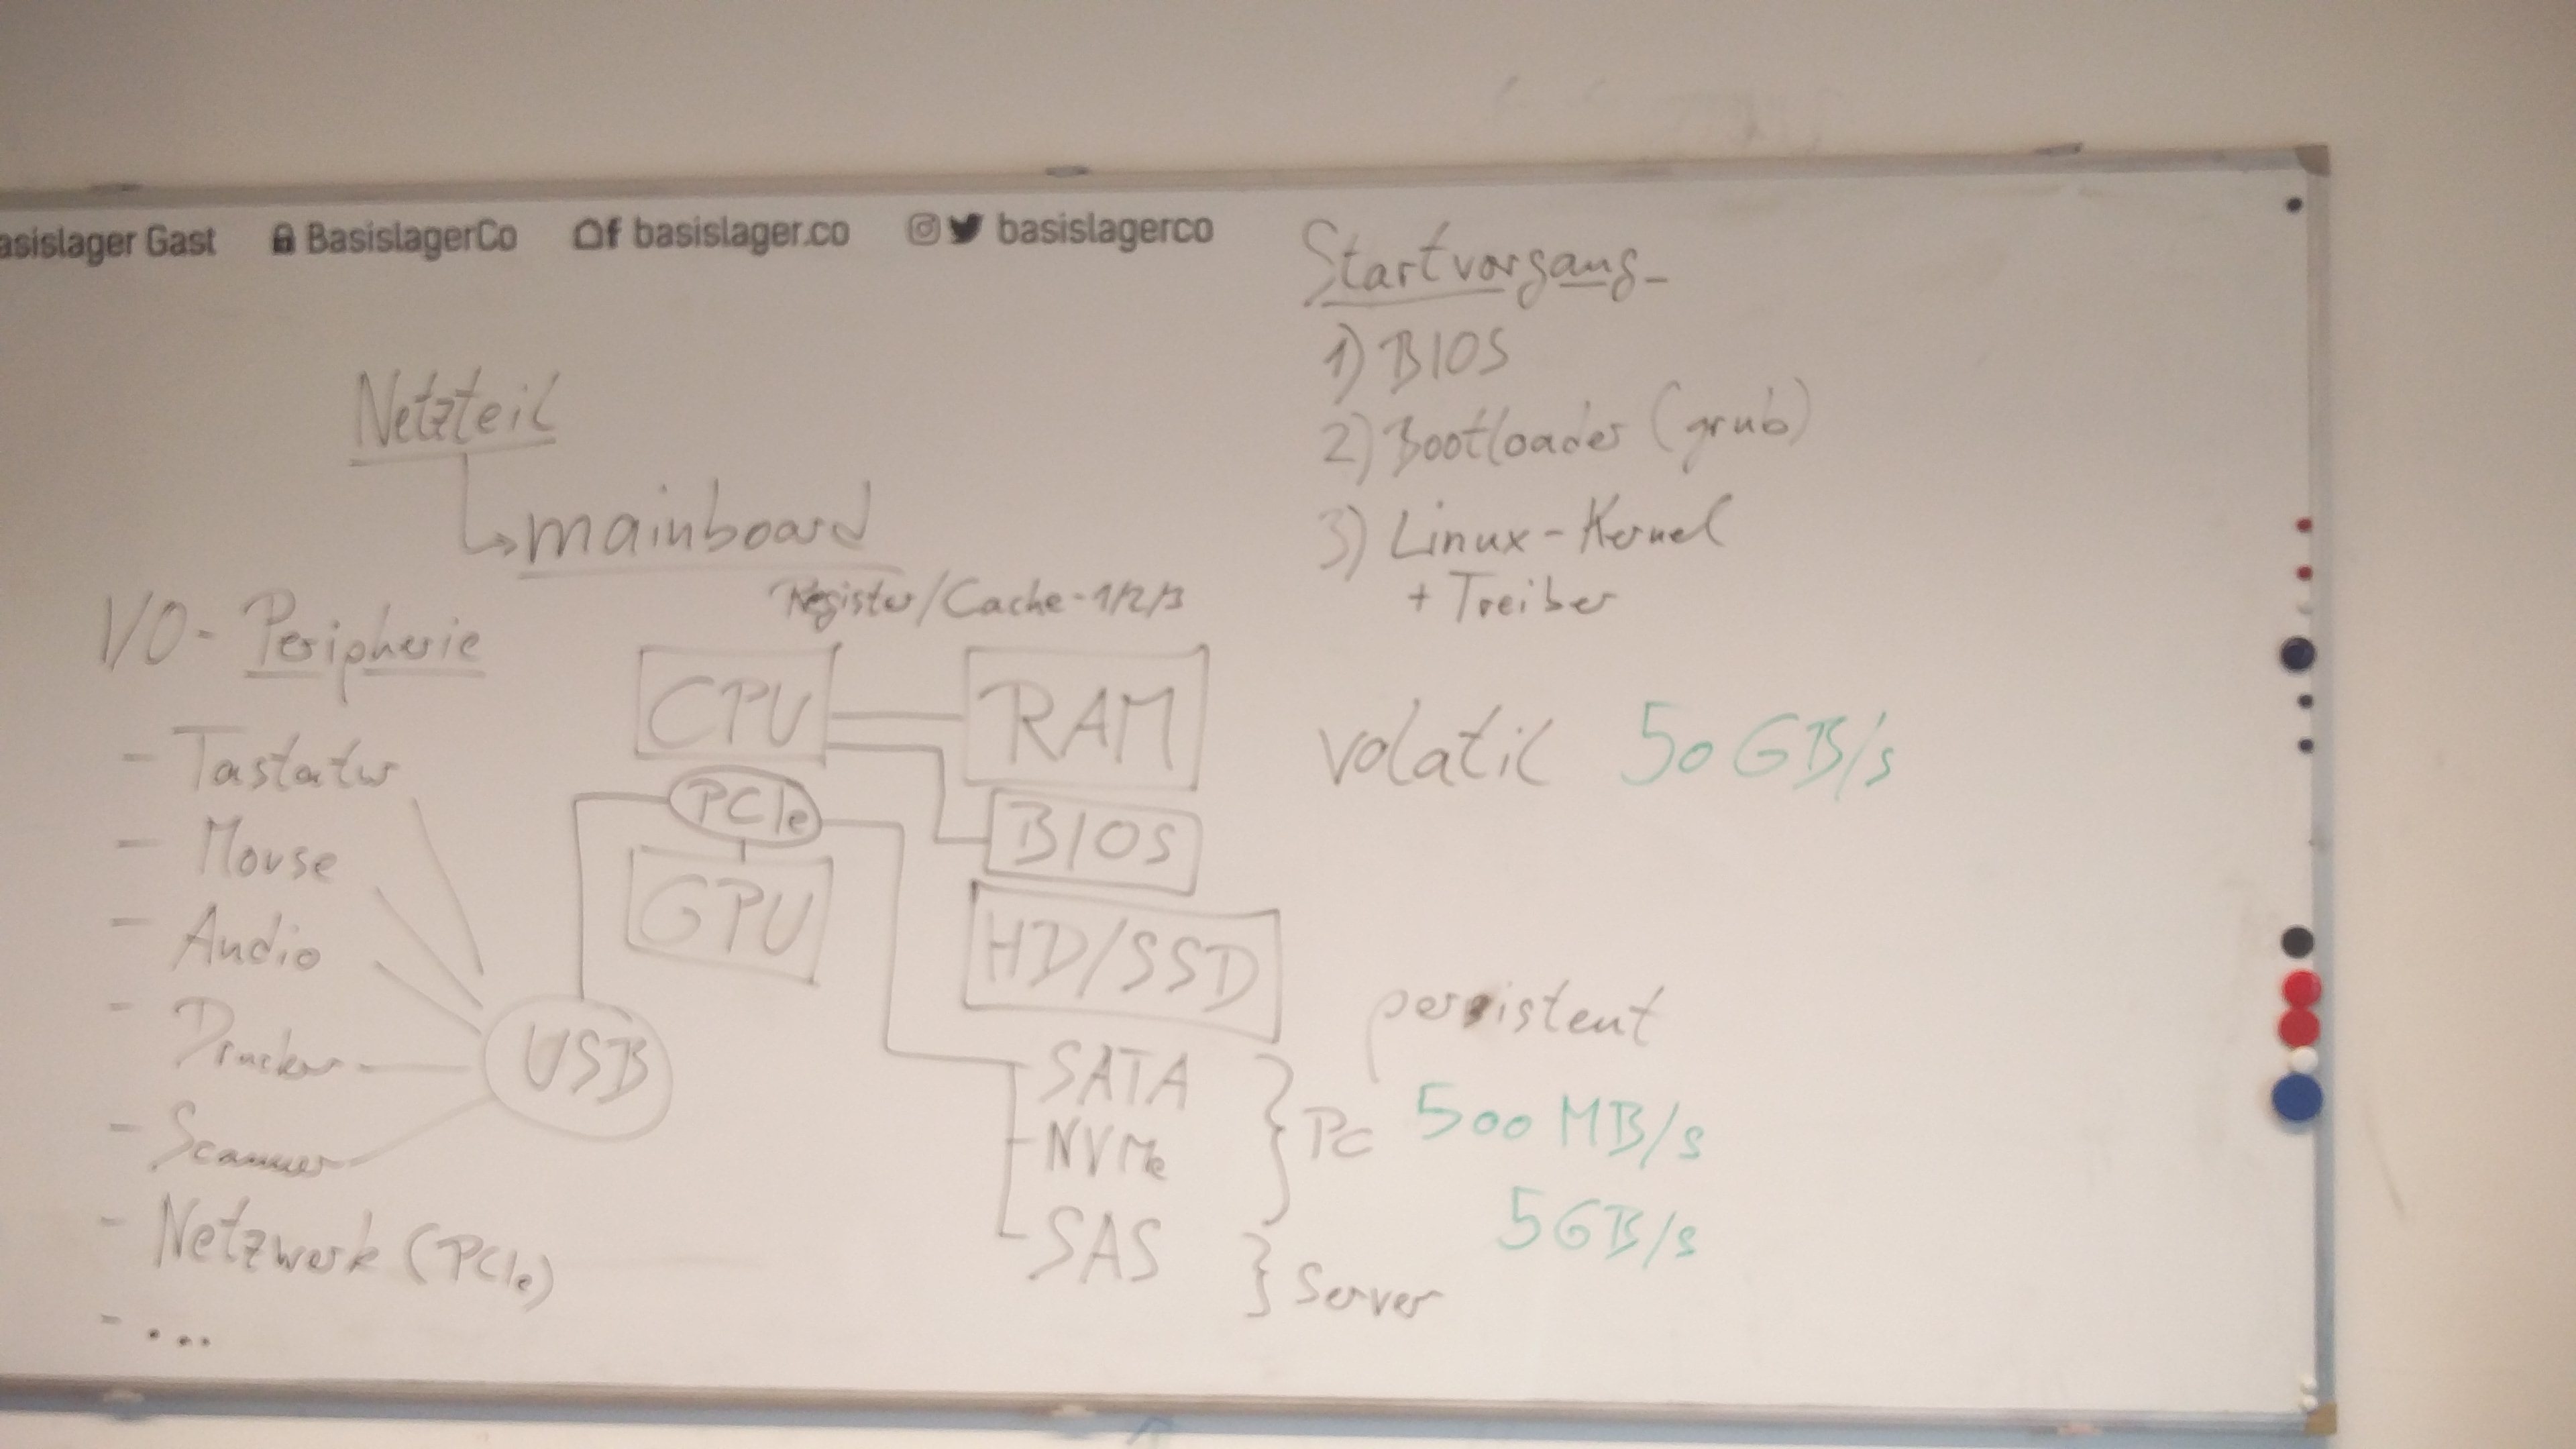 asislager Gast BasislagerCo basislager.co basislagerco
Startvorgang
1) BIOS
2) Bootloader (grub)
3) Linux-Kernel
+ Treiber
Netzteil
mainboard
Register/Cache-1/2/3
I/O- Peripherie
- Tastatur
- Mouse
- Audio
- Drucker
- Scanner
- Netzwerk (PCIe)
- ...
USB
CPU
PCIe
GPU
RAM
BIOS
HD/SSD
SATA
NVMe
SAS
} PC
} Server
volatil 50 GB/s
persistent
500 MB/s
5GB/s